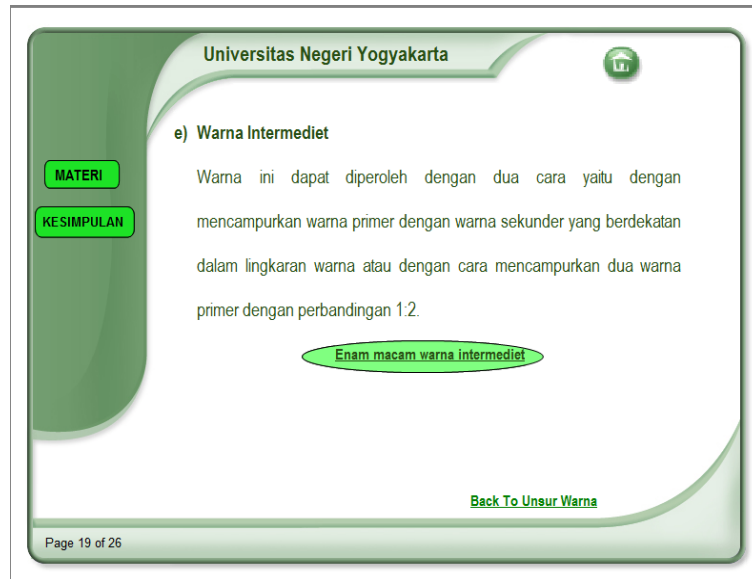 Universitas Negeri Yogyakarta
e) Warna Intermediet
MATERI
KESIMPULAN
Warna ini dapat diperoleh dengan dua cara yaitu dengan
mencampurkan warna primer dengan warna sekunder yang berdekatan
dalam lingkaran warna atau dengan cara mencampurkan dua warna
primer dengan perbandingan 1:2.
Enam macam warna intermediet
Back To Unsur Warna
Page 19 of 26